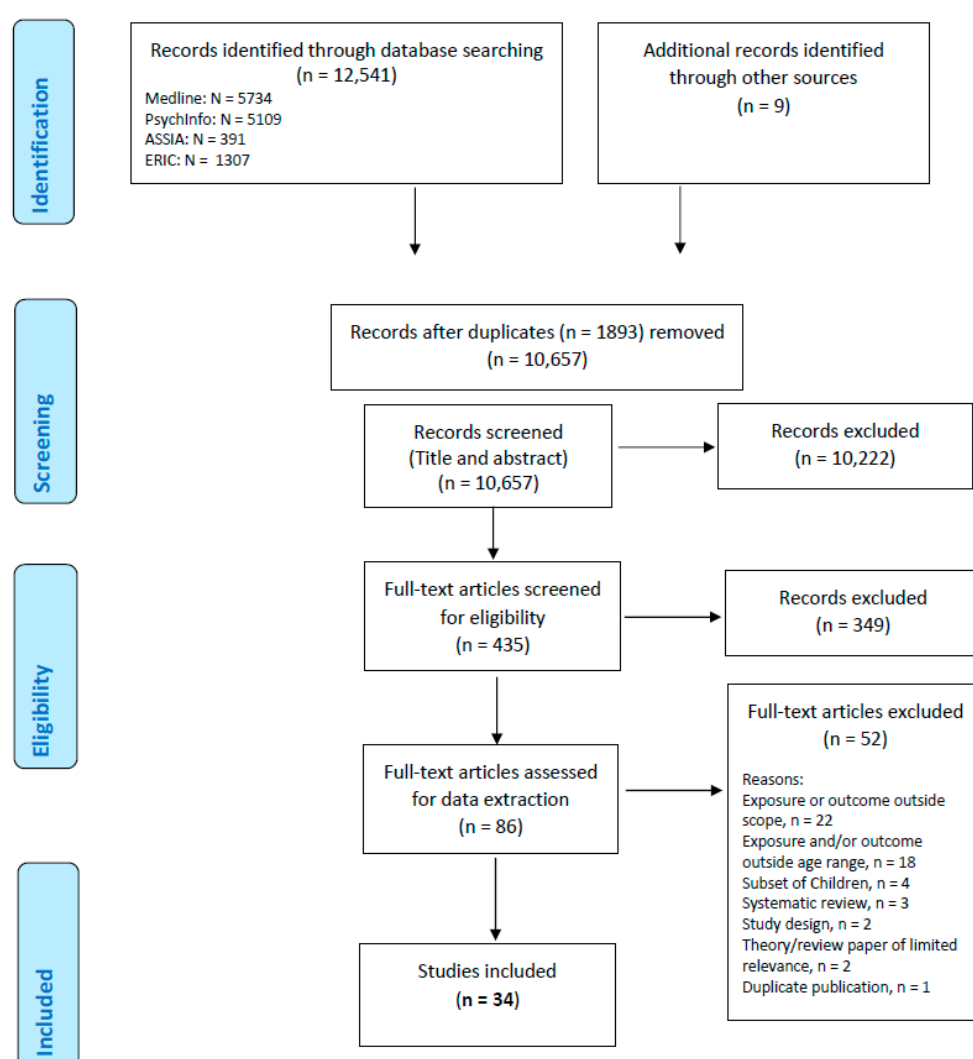 Identification
Records identified through database searching
(n = 12,541)
Medline: N = 5734
PsychInfo: N = 5109
ASSIA: N = 391
ERIC: N =  1307
Additional records identified
through other sources
(n = 9)
Screening
Records after duplicates (n = 1893) removed
(n = 10,657)
Records screened
(Title and abstract)
(n = 10,657)
Records excluded
(n = 10,222)
Eligibility
Full-text articles screened
for eligibility
(n = 435)
Records excluded
(n = 349)
Full-text articles assessed
for data extraction
(n = 86)
Full-text articles excluded
(n = 52)
Reasons:
Exposure or outcome outside
scope, n = 22
Exposure and/or outcome
outside age range, n = 18
Subset of Children, n = 4
Systematic review, n = 3
Study design, n = 2
Theory/review paper of limited
relevance, n = 2
Duplicate publication, n = 1
Included
Studies included
(n = 34)